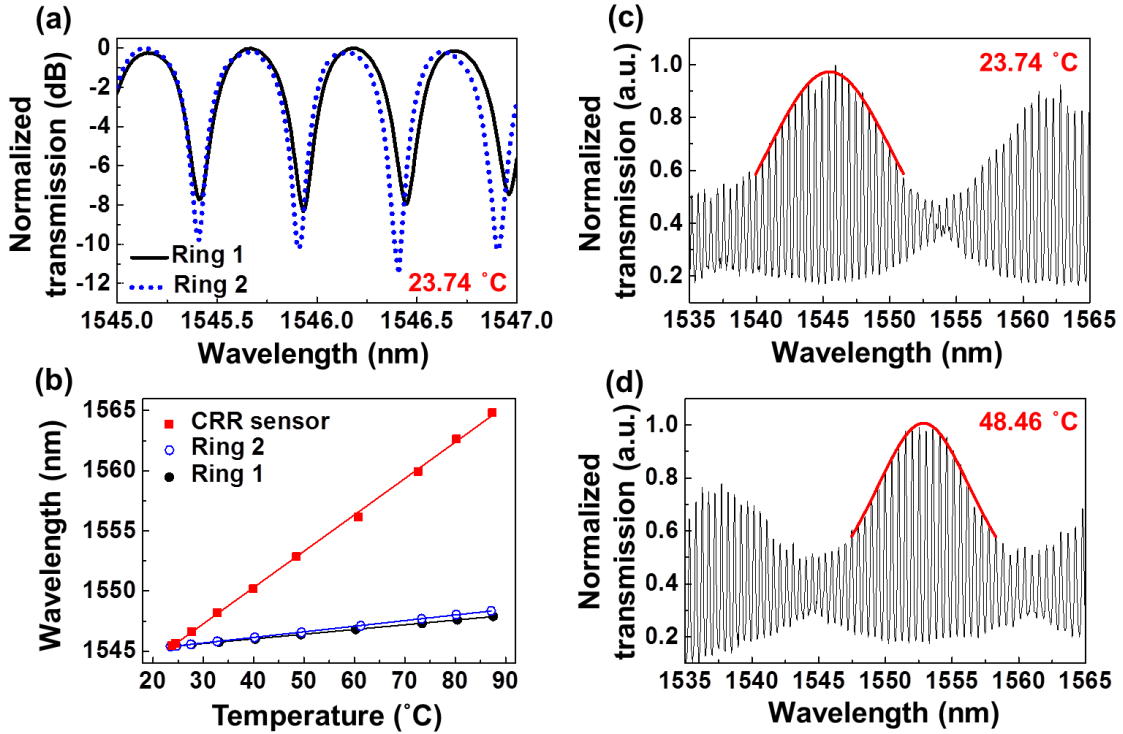 (a)
0
-2
-4
-6
-8
-10
-12
Normalized
transmission (dB)
Ring 1
Ring 2
23.74 ˚C
1545.0 1545.5 1546.0 1546.5 1547.0
Wavelength (nm)
(b)
1565
1560
1555
1550
1545
Wavelength (nm)
CRR sensor
Ring 2
Ring 1
20 30 40 50 60 70 80 90
Temperature (˚C)
(c)
1.0
0.8
0.6
0.4
0.2
Normalized
transmission (a.u.)
23.74 ˚C
1535 1540 1545 1550 1555 1560 1565
Wavelength (nm)
(d)
1.0
0.8
0.6
0.4
0.2
Normalized
transmission (a.u.)
48.46 ˚C
1535 1540 1545 1550 1555 1560 1565
Wavelength (nm)